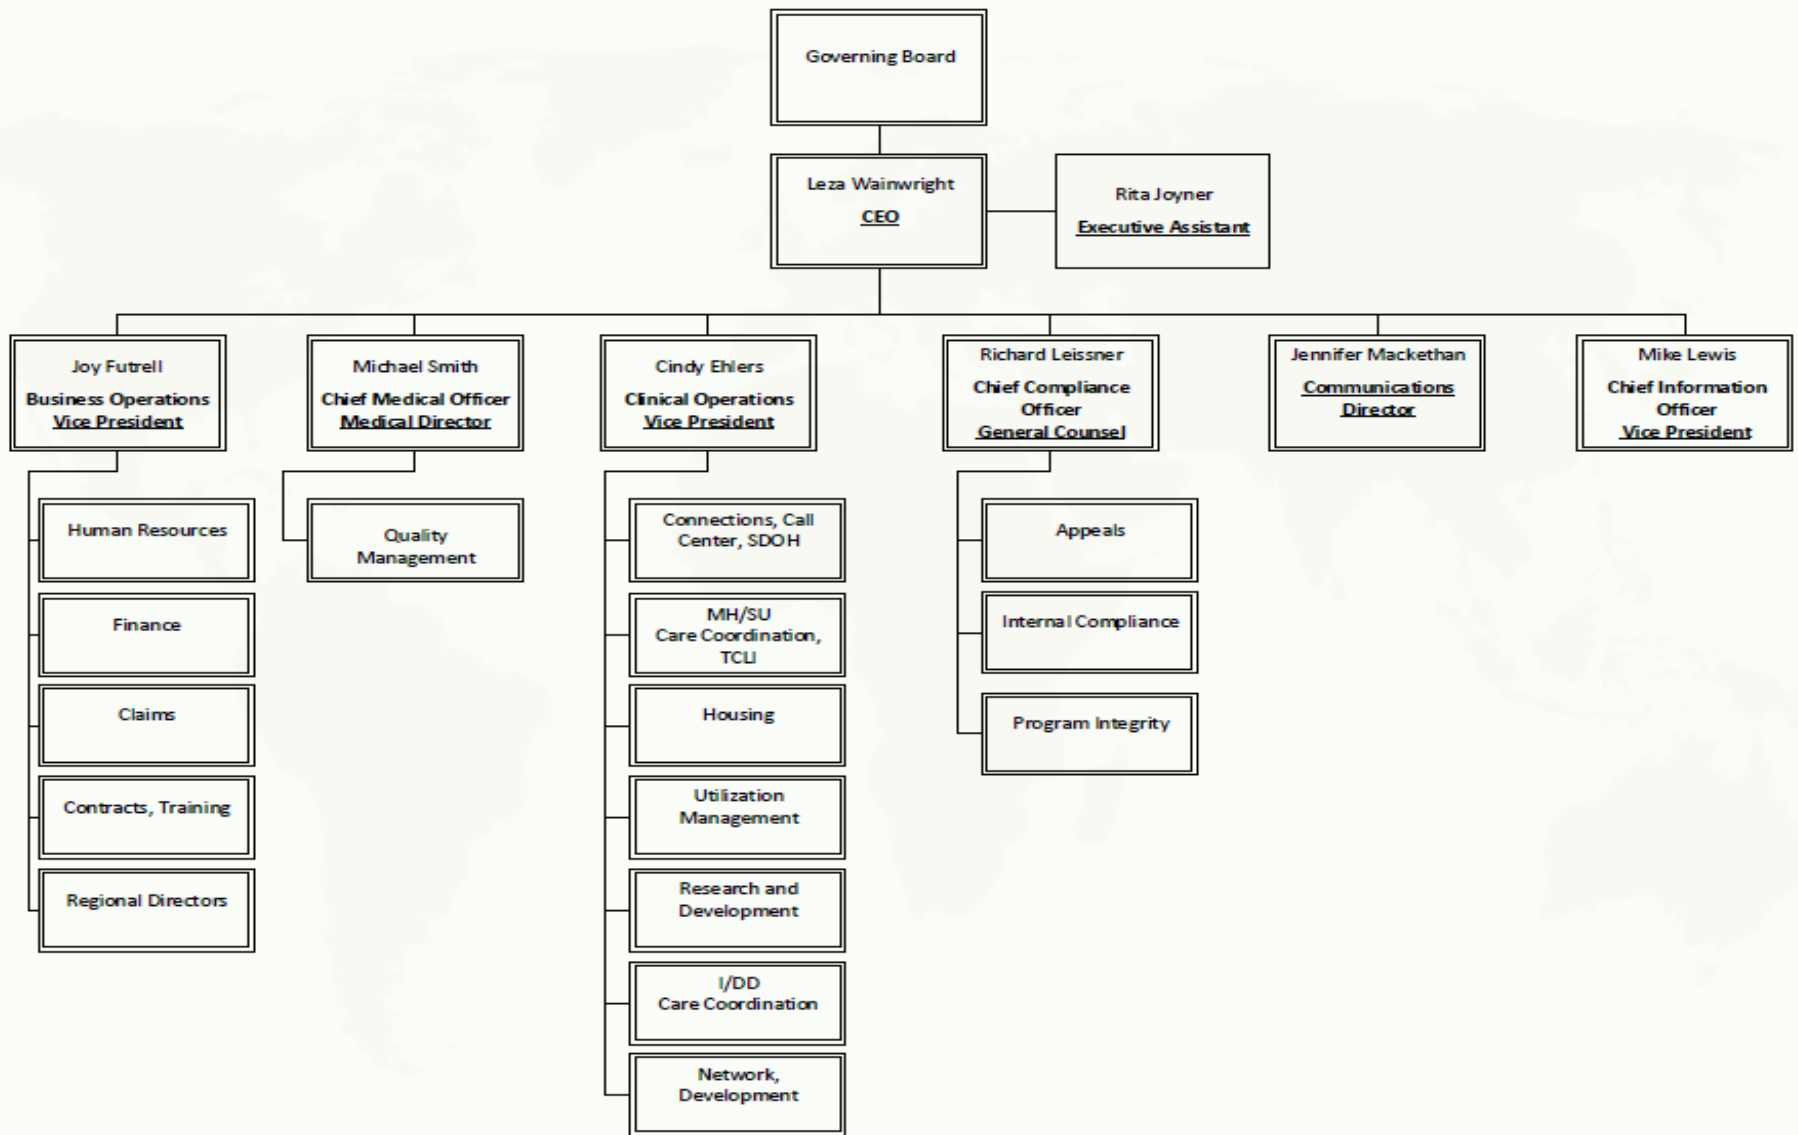 Governing Board
Leza Wainwright
CEO
Rita Joyner
Executive Assistant
Joy Futrell
Business Operations
Vice President
Michael Smith
Chief Medical Officer
Medical Director
Cindy Ehlers
Clinical Operations
Vice President
Richard Leissner
Chief Compliance
Officer
General Counsel
Jennifer Mackethan
Communications
Director
Mike Lewis
Chief Information
Officer
Vice President
Human Resources
Finance
Claims
Contracts, Training
Regional Directors
Quality
Management
Connections, Call
Center, SDOH
MH/SU
Care Coordination,
TCLI
Housing
Utilization
Management
Research and
Development
I/DD
Care Coordination
Network,
Development
Appeals
Internal Compliance
Program Integrity